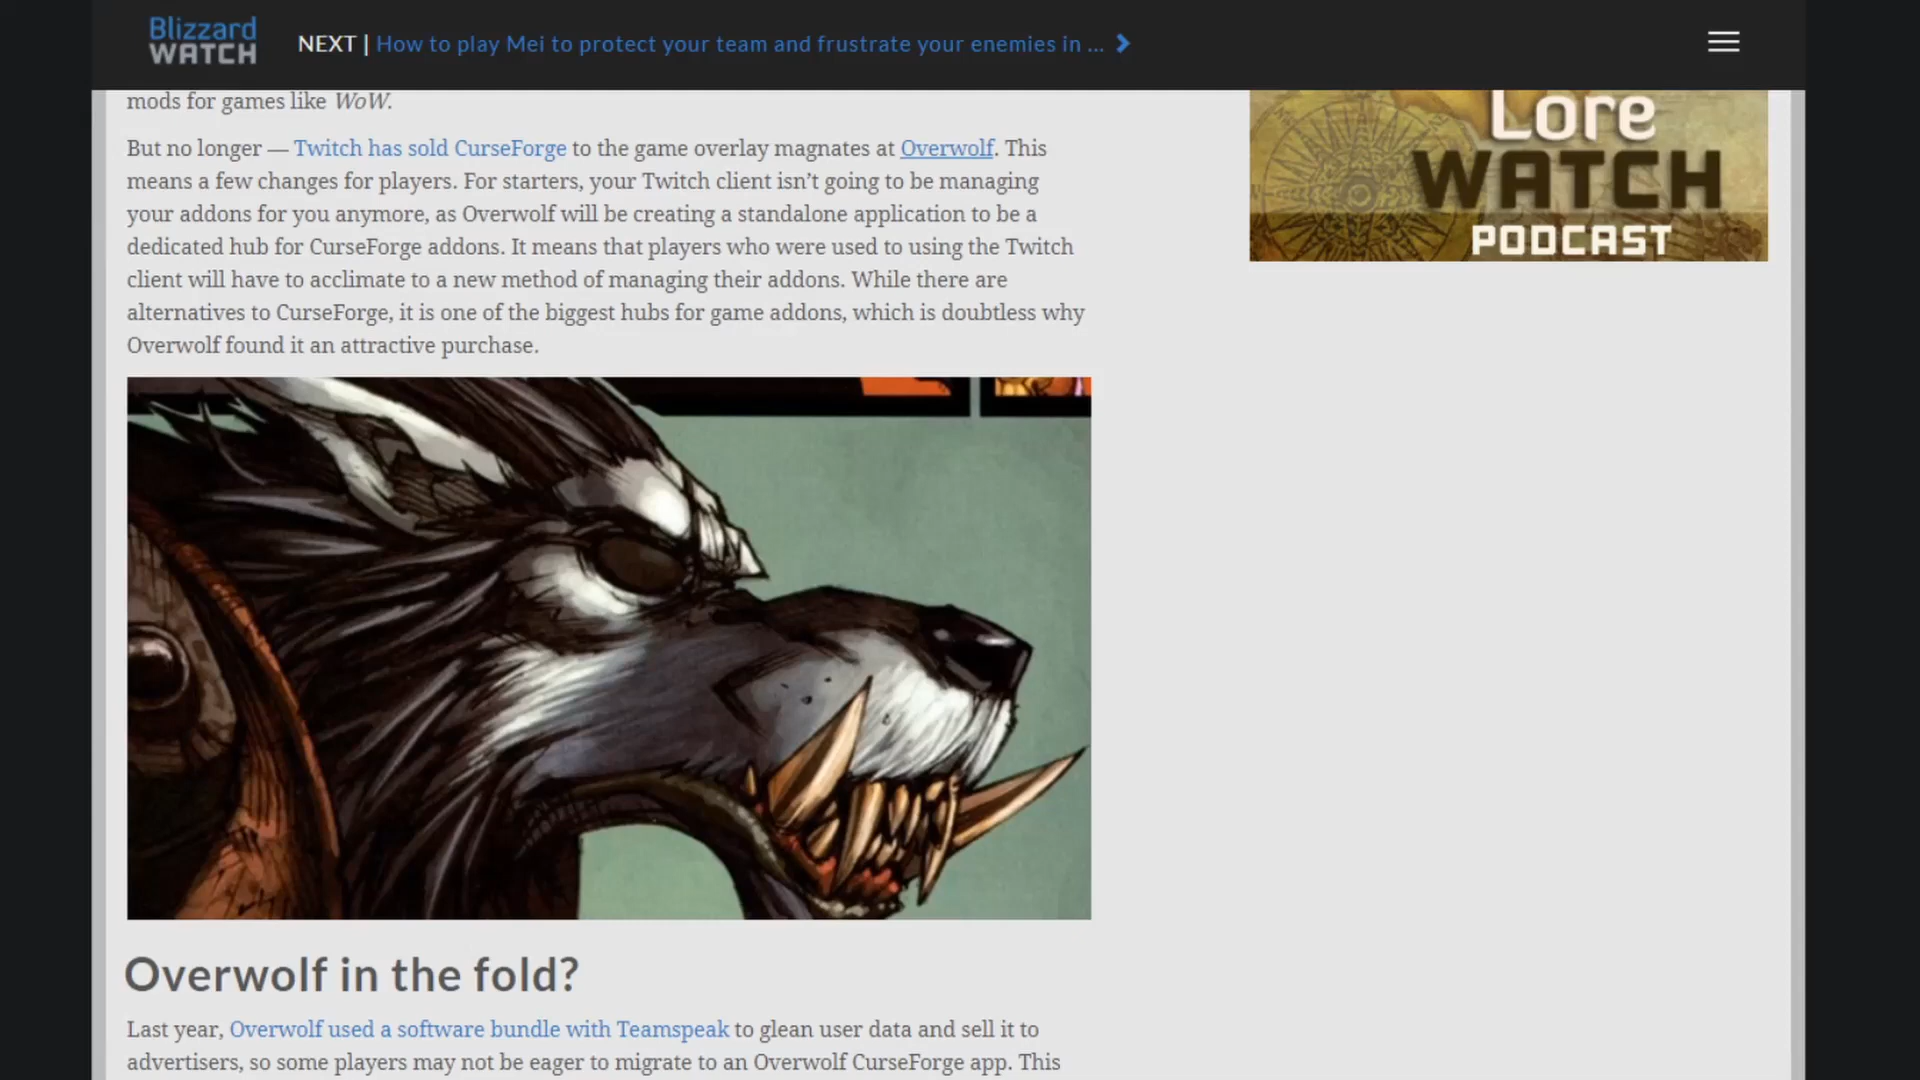 Blizzard
WATCH
NEXT | How to play Mei to protect your team and frustrate your enemies in ...
mods for games like WoW.
But no longer — Twitch has sold CurseForge to the game overlay magnates at Overwolf. This
means a few changes for players. For starters, your Twitch client isn’t going to be managing
your addons for you anymore, as Overwolf will be creating a standalone application to be a
dedicated hub for CurseForge addons. It means that players who were used to using the Twitch
client will have to acclimate to a new method of managing their addons. While there are
alternatives to CurseForge, it is one of the biggest hubs for game addons, which is doubtless why
Overwolf found it an attractive purchase.
Lore
WATCH
PODCAST
Overwolf in the fold?
Last year, Overwolf used a software bundle with Teamspeak to glean user data and sell it to
advertisers, so some players may not be eager to migrate to an Overwolf CurseForge app. This